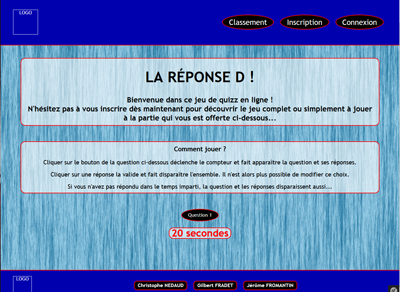 LOGO
Classement
Inscription
Connexion
LA RÉPONSE D !
Bienvenue dans ce jeu de quizz en ligne !
N'hésitez pas à vous inscrire dès maintenant pour découvrir le jeu complet ou simplement à jouer
à la partie qui vous est offerte ci-dessous...
Comment jouer ?
Cliquer sur le bouton de la question ci-dessous déclenche le compteur et fait apparaître la question et ses réponses.
Cliquer sur une réponse la valide et fait disparaître l'ensemble. Il n'est alors plus possible de modifier ce choix.
Si vous n'avez pas répondu dans le temps imparti, la question et les réponses disparaissent aussi...
Question 1
20 secondes
LOGO
Christophe NEDAUD
Gilbert FRADET
Jérôme FROMANTIN